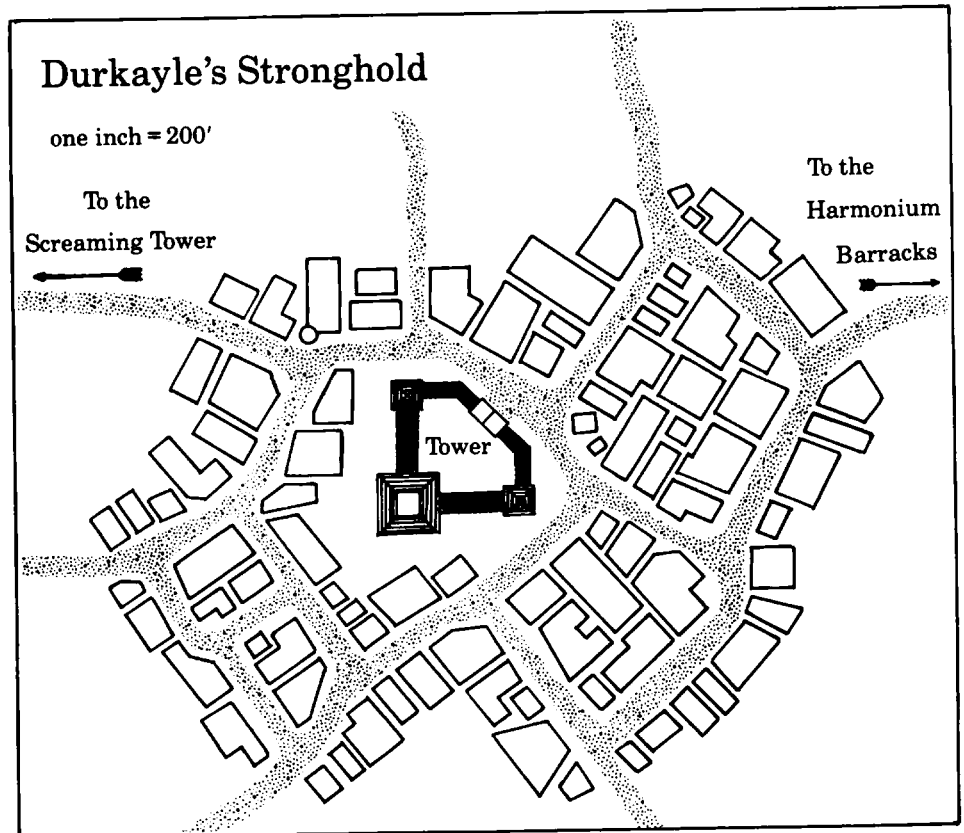 Durkayle's Stronghold
one inch = 200'
To the
Screaming Tower
To the
Harmonium
Barracks
Tower